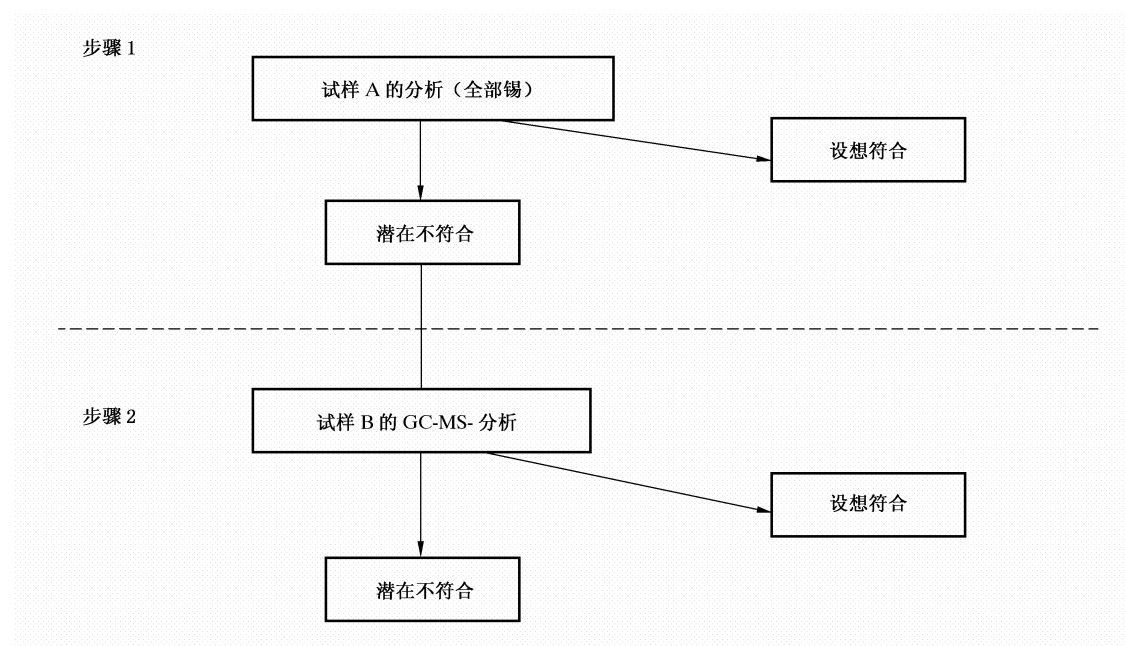 步骤 1
试样 A 的分析（全部锡）
设想符合
潜在不符合
步骤 2
试样 B 的 GC-MS- 分析
设想符合
潜在不符合